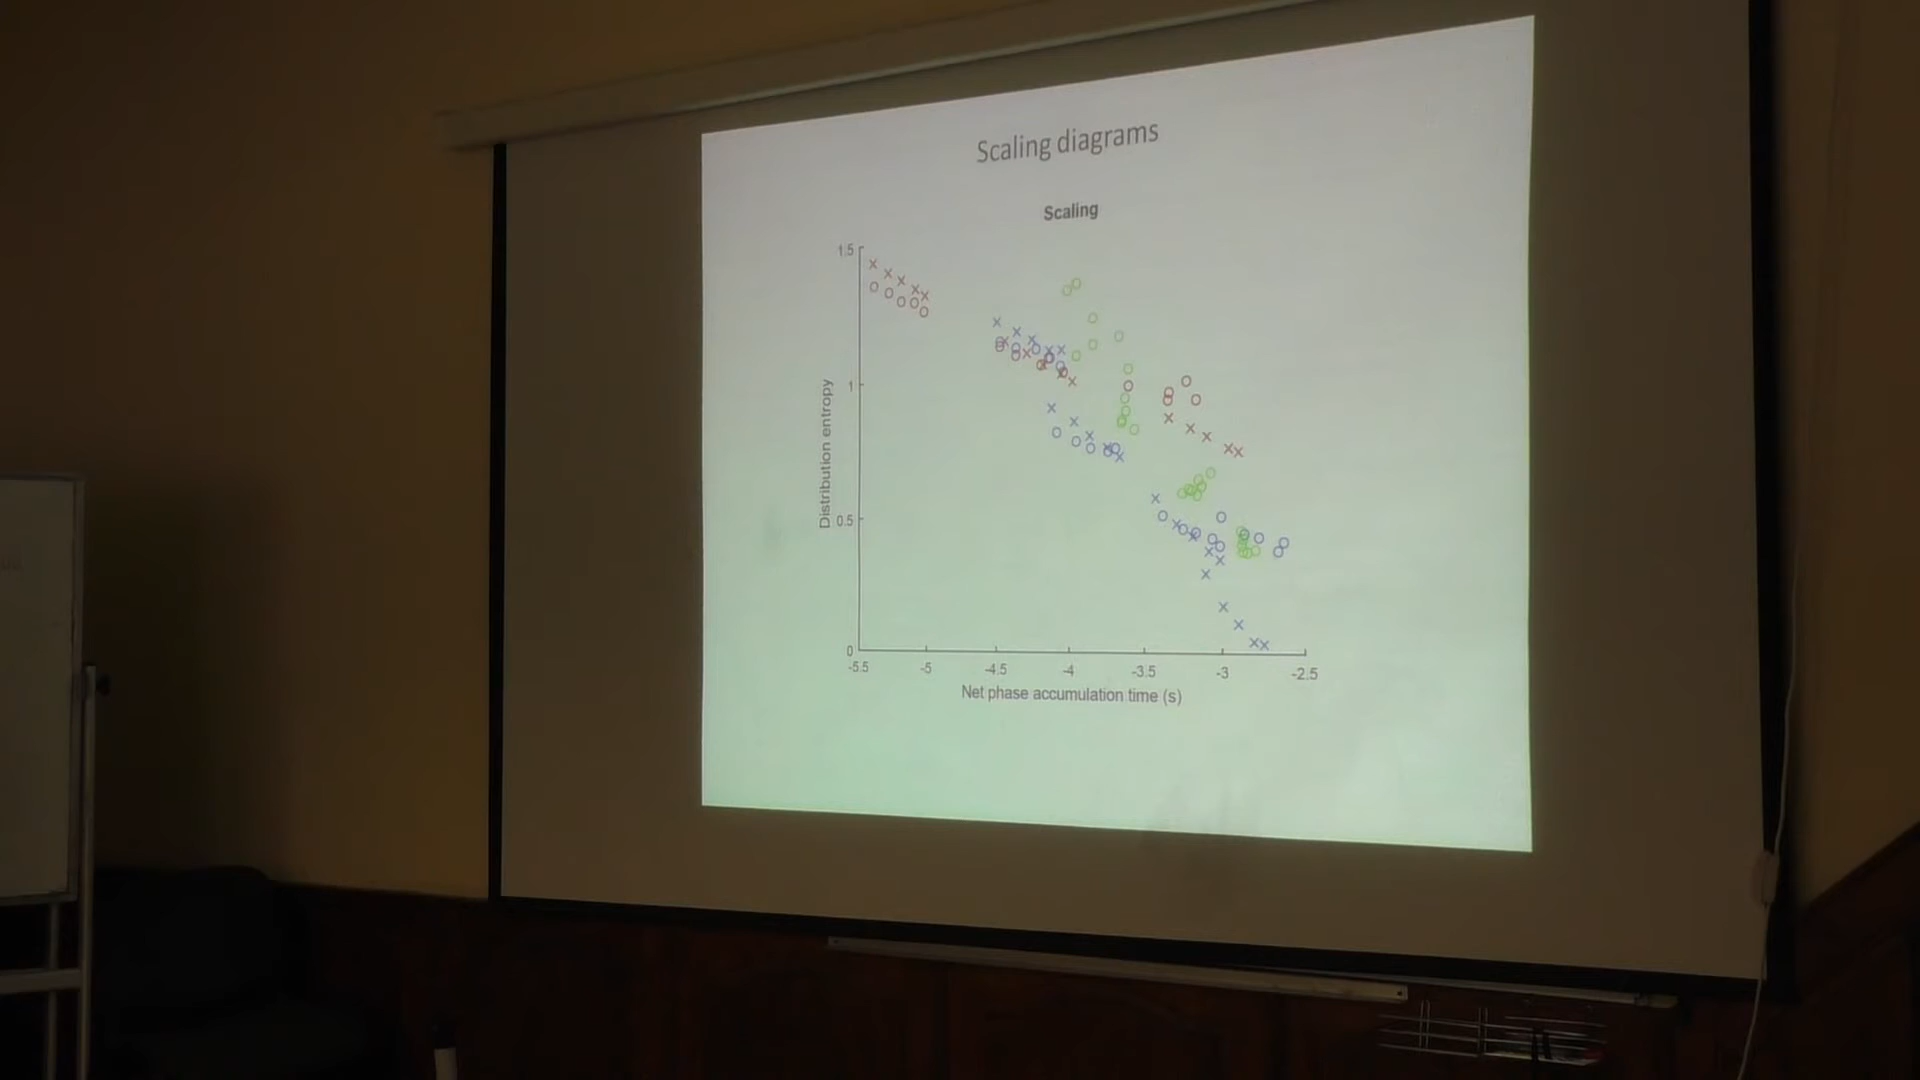 Scaling diagrams
Scaling
1.5
1
0.5
0
-5.5 -5 -4.5 -4 -3.5 -3 -2.5
Distribution entropy
Net phase accumulation time (s)